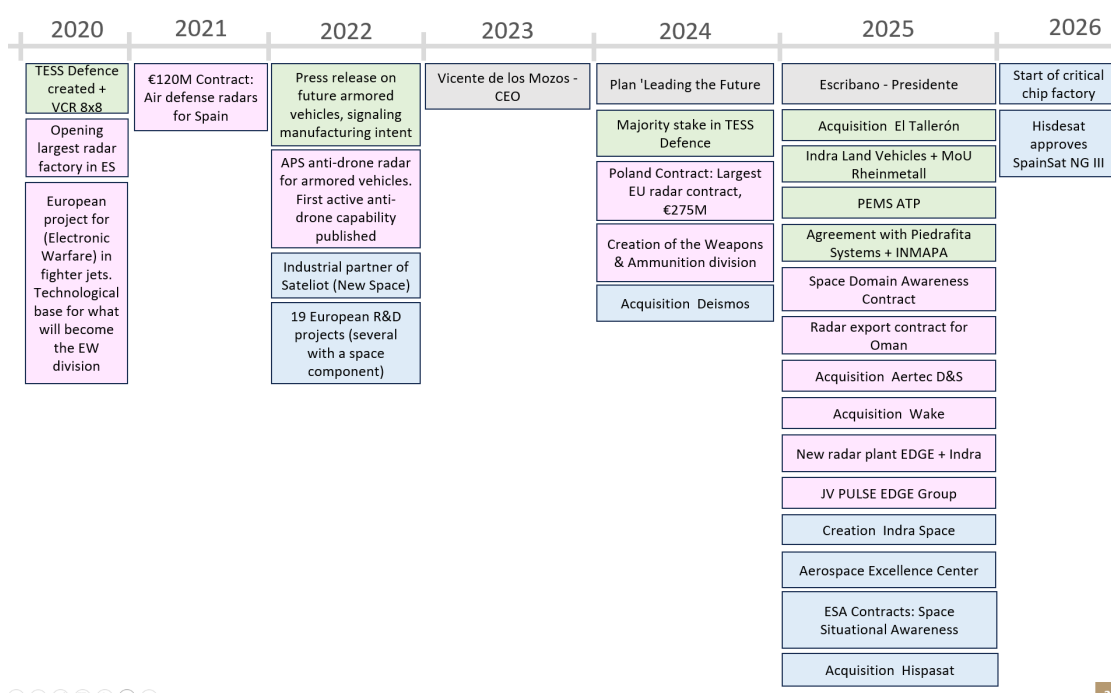 2020
2021
2022
2023
2024
2025
2026
TESS Defence
created +
VCR 8x8
Opening
largest radar
factory in ES
European
project for
(Electronic
Warfare) in
fighter jets.
Technological
base for what
will become
the EW
division
€120M Contract:
Air defense radars
for Spain
Press release on
future armored
vehicles, signaling
manufacturing intent
APS anti-drone radar
for armored vehicles.
First active anti-
drone capability
published
Industrial partner of
Sateliot (New Space)
19 European R&D
projects (several
with a space
component)
Vicente de los Mozos -
CEO
Plan 'Leading the Future
Majority stake in TESS
Defence
Poland Contract: Largest
EU radar contract,
€275M
Creation of the Weapons
& Ammunition division
Acquisition Deismos
Escribano - Presidente
Acquisition El Tallerón
Indra Land Vehicles + MoU
Rheinmetall
PEMS ATP
Agreement with Piedrafita
Systems + INMAPA
Space Domain Awareness
Contract
Radar export contract for
Oman
Acquisition Aertec D&S
Acquisition Wake
New radar plant EDGE + Indra
JV PULSE EDGE Group
Creation Indra Space
Aerospace Excellence Center
ESA Contracts: Space
Situational Awareness
Acquisition Hispasat
Start of critical
chip factory
Hisdesat
approves
SpainSat NG III